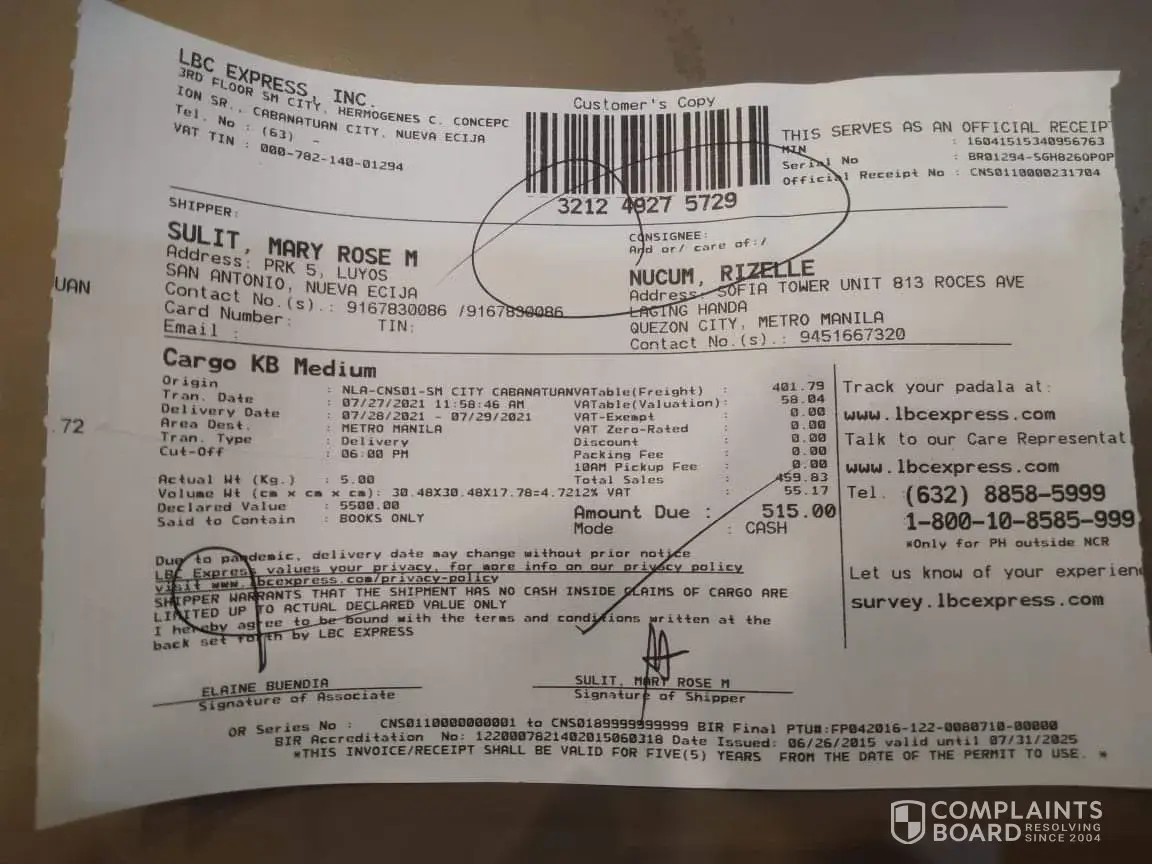 LBC EXPRESS, INC.
3RD FLOOR SM CITY, HERMOGENES C. CONCEPC
ION SR., CABANATUAN CITY, NUEVA ECIJA
Tel. No : (63) -
VAT TIN : 000-782-140-01294
Customer's Copy
3212 4927 5729
THIS SERVES AS AN OFFICIAL RECEIPT
MIN : 16041515340956763
Serial No : BR01294-SGH826QPQP
Official Receipt No : CNS0110000231704
SHIPPER:
SULIT, MARY ROSE M
Address: PRK 5, LUYOS
SAN ANTONIO, NUEVA ECIJA
Contact No.(s).: 9167830086 /9167830086
Card Number: TIN:
Email :
CONSIGNEE:
And or/ care of:/
NUCUM, RIZELLE
Address: SOFIA TOWER UNIT 813 ROCES AVE
LAGING HANDA
QUEZON CITY, METRO MANILA
Contact No.(s).: 9451667320
UAN
.72
Cargo KB Medium
Origin : NLA-CNS01-SM CITY CABANATUAN
Tran. Date : 07/27/2021 11:58:46 AM
Delivery Date : 07/28/2021 - 07/29/2021
Area Dest. : METRO MANILA
Tran. Type : Delivery
Cut-Off : 06:00 PM
Actual Wt (Kg.) : 5.00
Volume Wt (cm x cm x cm): 30.48X30.48X17.78=4.72
Declared Value : 5500.00
Said to Contain : BOOKS ONLY
VATable(Freight) : 401.79
VATable(Valuation): 58.04
VAT-Exempt : 0.00
VAT Zero-Rated : 0.00
Discount : 0.00
Packing Fee : 0.00
10AM Pickup Fee : 0.00
Total Sales : 459.83
12% VAT : 55.17
Amount Due : 515.00
Mode : CASH
Track your padala at:
www.lbcexpress.com
Talk to our Care Representat
www.lbcexpress.com
Tel. (632) 8858-5999
1-800-10-8585-999
*Only for PH outside NCR
Let us know of your experien
survey.lbcexpress.com
Due to pandemic, delivery date may change without prior notice
LBC Express values your privacy, for more info on our privacy policy
visit www.lbcexpress.com/privacy-policy
SHIPPER WARRANTS THAT THE SHIPMENT HAS NO CASH INSIDE CLAIMS OF CARGO ARE
LIMITED UP TO ACTUAL DECLARED VALUE ONLY
I hereby agree to be bound with the terms and conditions written at the
back set forth by LBC EXPRESS
ELAINE BUENDIA
Signature of Associate
SULIT, MARY ROSE M
Signature of Shipper
OR Series No : CNS0110000000001 to CNS0189999999999 BIR Final PTU#:FP042016-122-0080710-00000
BIR Accreditation No: 1220007821402015060318 Date Issued: 06/26/2015 valid until 07/31/2025
*THIS INVOICE/RECEIPT SHALL BE VALID FOR FIVE(5) YEARS FROM THE DATE OF THE PERMIT TO USE. *
COMPLAINTS
BOARD RESOLVING
SINCE 2004